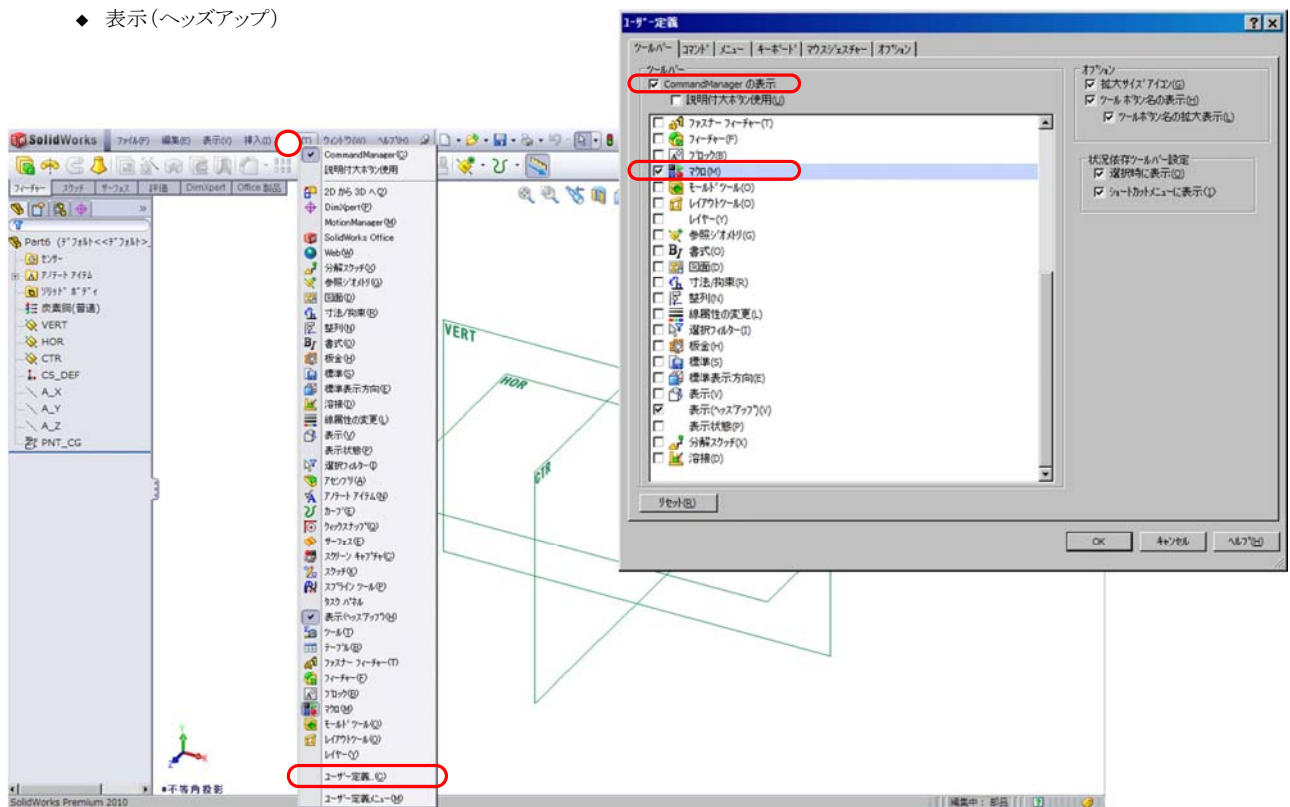 ◆ 表示(ヘッズアップ)
ユーザー定義
ツールバー コマンド メニュー キーボード マウスジェスチャー オプション
ツールバー
CommandManager の表示
説明付大ボタン使用(U)
ファスナー フィーチャー(T)
フィーチャー(F)
ブロック(B)
マクロ(M)
モールド ツール(O)
レイアウトツール(O)
レイヤー(Y)
参照ジオメトリ(G)
書式(O)
図面(D)
寸法/拘束(R)
整列(N)
線属性の変更(L)
選択フィルター(I)
板金(H)
標準(S)
標準表示方向(E)
表示(V)
表示(ヘッズアップ)(V)
表示状態(P)
分解スケッチ(X)
溶接(D)
リセット(R)
オプション
拡大サイズ アイコン(G)
ツール ボタン名の表示(H)
ツールボタン名の拡大表示(L)
状況依存ツールバー設定
選択時に表示(O)
ショートカットメニューに表示(T)
OK キャンセル ヘルプ(H)
SolidWorks ファイル(F) 編集(E) 表示(V) 挿入(I) (T) ウィンドウ(W) ヘルプ(H)
フィーチャー スケッチ サーフェス 評価 DimXpert Office 製品
Part6 (デフォルト<<デフォルト>_
センサー
アノテート アイテム
ソリッド ボディ
炭素鋼(普通)
VERT
HOR
CTR
CS_DEF
A_X
A_Y
A_Z
PNT_CG
CommandManager(C)
説明付大ボタン使用
2D から 3D へ(2)
DimXpert(P)
MotionManager(M)
SolidWorks Office
Web(W)
分解スケッチ(X)
参照ジオメトリ(G)
図面(D)
寸法/拘束(R)
整列(N)
書式(O)
板金(H)
標準(S)
標準表示方向(E)
溶接(D)
線属性の変更(L)
表示(V)
表示状態(P)
選択フィルター(I)
アセンブリ(A)
アノテート アイテム(N)
カーブ(E)
クィックスナップ(Q)
サーフェス(E)
スクリーン キャプチャ(C)
スケッチ(K)
スプライン ツール(P)
タスク パネル
表示(ヘッズアップ)(H)
ツール(T)
テーブル(B)
ファスナー フィーチャー(T)
フィーチャー(F)
ブロック(B)
マクロ(M)
モールド ツール(O)
レイアウトツール(O)
レイヤー(Y)
ユーザー定義...(C)
ユーザー定義メニュー(M)
VERT
HOR
CTR
*不等角投影
SolidWorks Premium 2010
編集中: 部品